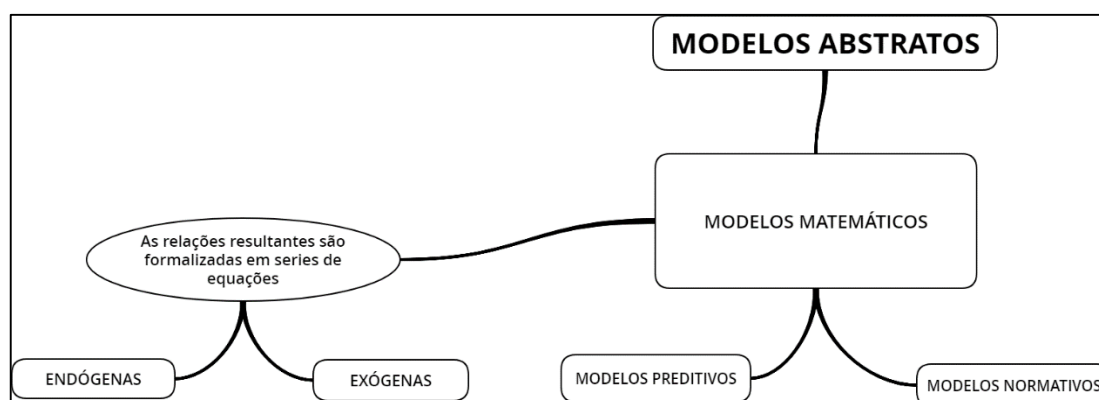 MODELOS ABSTRATOS
MODELOS MATEMÁTICOS
As relações resultantes são
formalizadas em series de
equações
ENDÓGENAS
EXÓGENAS
MODELOS PREDITIVOS
MODELOS NORMATIVOS